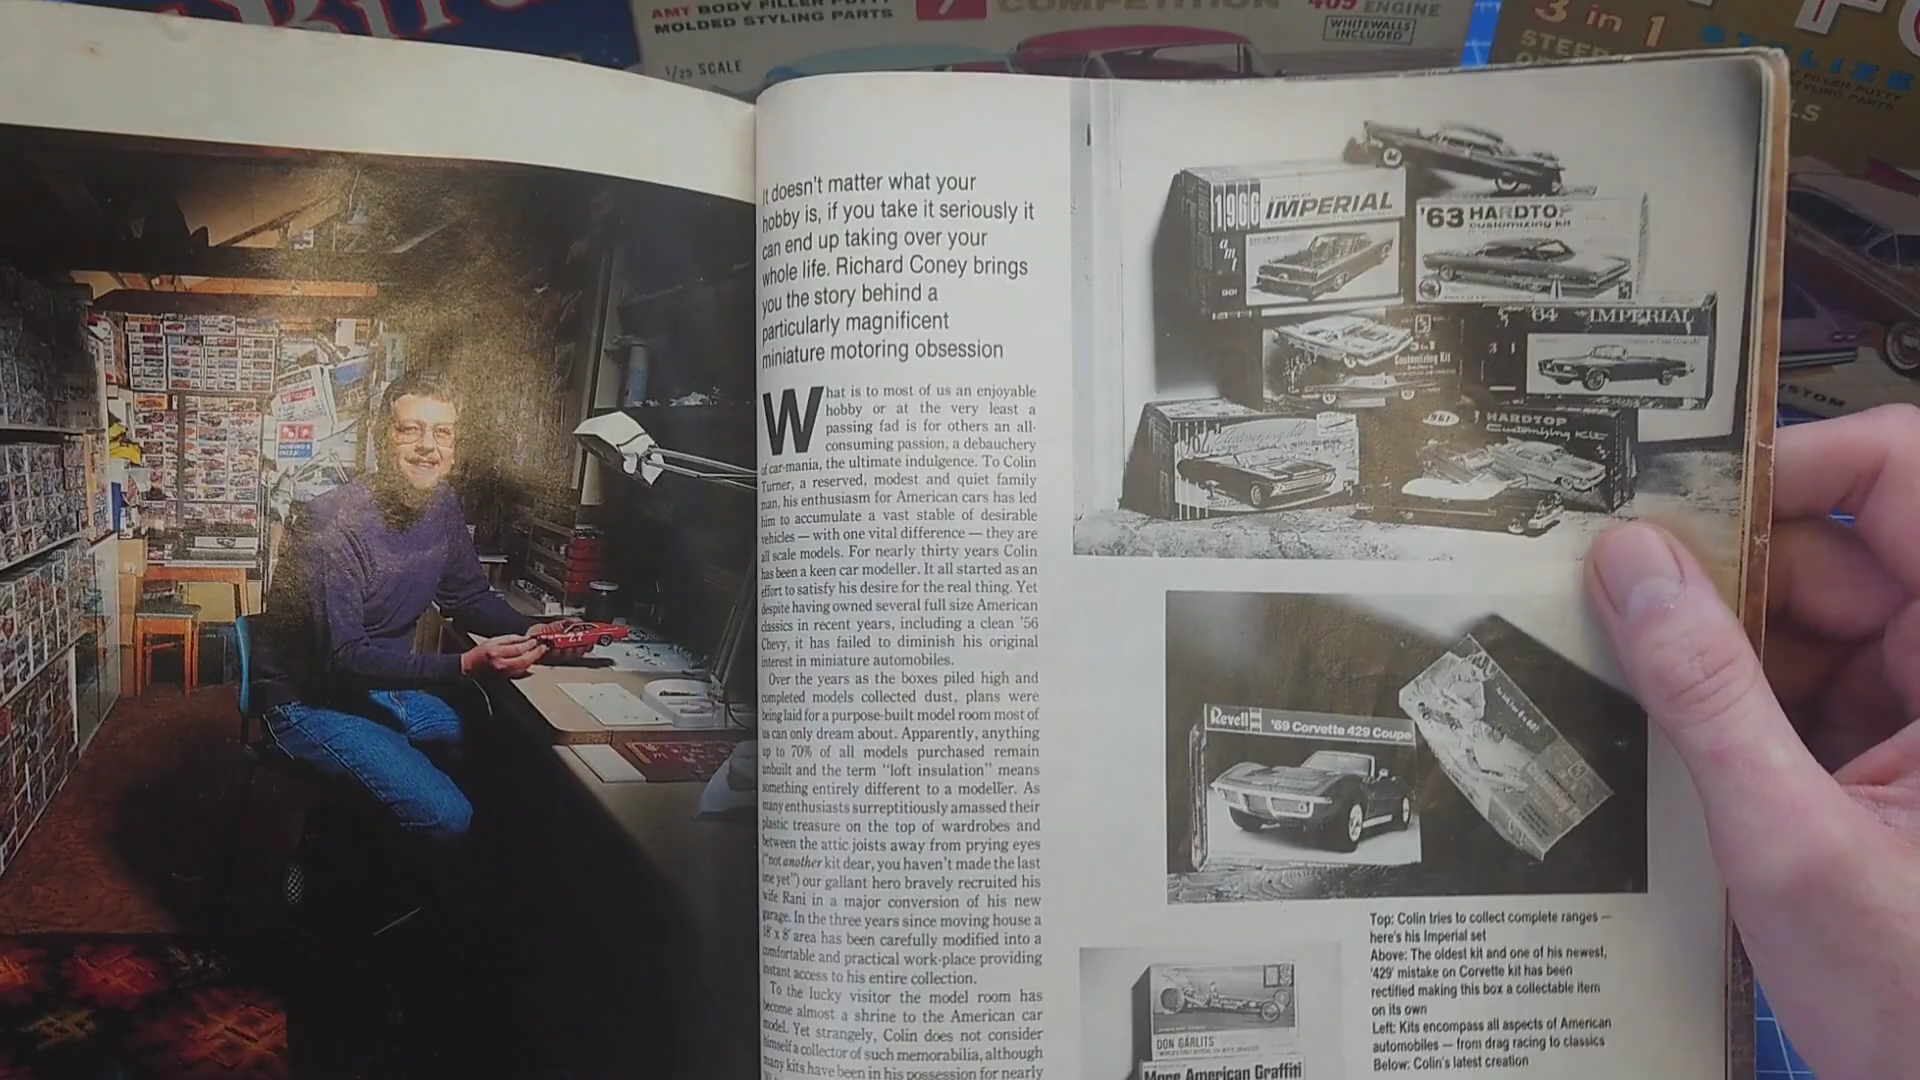 AMT BODY FILLER PUTTY
MOLDED STYLING PARTS
1/25 SCALE
COMPETITION
409 ENGINE
WHITEWALLS
INCLUDED
3 in 1
It doesn't matter what your
hobby is, if you take it seriously it
can end up taking over your
whole life. Richard Coney brings
you the story behind a
particularly magnificent
miniature motoring obsession
What is to most of us an enjoyable
hobby or at the very least a
passing fad is for others an all-
consuming passion, a debauchery
of car-mania, the ultimate indulgence. To Colin
Turner, a reserved, modest and quiet family
man, his enthusiasm for American cars has led
him to accumulate a vast stable of desirable
vehicles — with one vital difference — they are
all scale models. For nearly thirty years Colin
has been a keen car modeller. It all started as an
effort to satisfy his desire for the real thing. Yet
despite having owned several full size American
classics in recent years, including a clean '56
Chevy, it has failed to diminish his original
interest in miniature automobiles.
Over the years as the boxes piled high and
completed models collected dust, plans were
being laid for a purpose-built model room most of
us can only dream about. Apparently, anything
up to 70% of all models purchased remain
unbuilt and the term "loft insulation" means
something entirely different to a modeller. As
many enthusiasts surreptitiously amassed their
plastic treasure on the top of wardrobes and
between the attic joists away from prying eyes
("not another kit dear, you haven't made the last
one yet") our gallant hero bravely recruited his
wife Rani in a major conversion of his new
garage. In the three years since moving house a
18' x 8' area has been carefully modified into a
comfortable and practical work-place providing
instant access to his entire collection.
To the lucky visitor the model room has
become almost a shrine to the American car
model. Yet strangely, Colin does not consider
himself a collector of such memorabilia, although
many kits have been in his possession for nearly
1966 IMPERIAL
amt
'63 HARDTOP
customizing kit
'64 IMPERIAL
3 in 1
Customizing Kit
1961 HARDTOP
Customizing Kit
Revell '69 Corvette 429 Coupe
DON GARLITS'
More American Graffiti
Top: Colin tries to collect complete ranges —
here's his Imperial set
Above: The oldest kit and one of his newest,
'429' mistake on Corvette kit has been
rectified making this box a collectable item
on its own
Left: Kits encompass all aspects of American
automobiles — from drag racing to classics
Below: Colin's latest creation